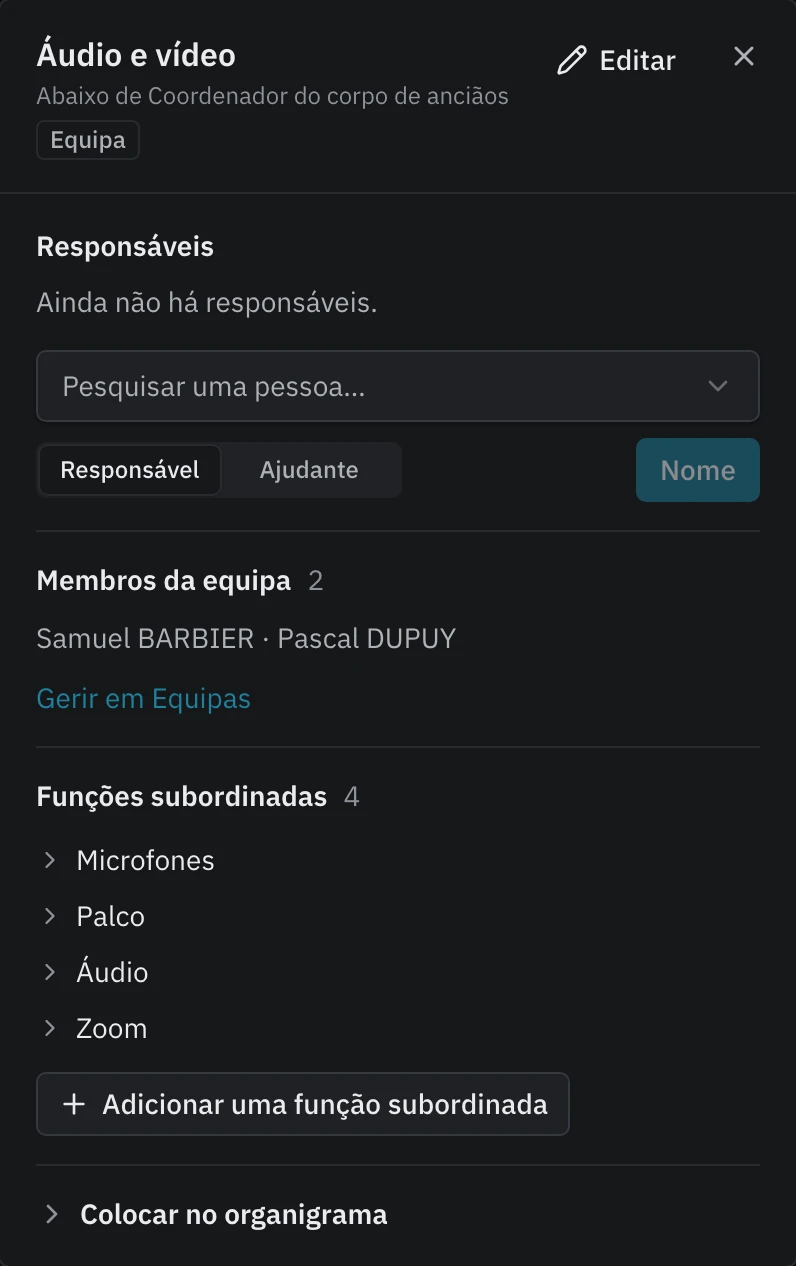 Áudio e vídeo
Editar
Abaixo de Coordenador do corpo de anciãos
Equipa
Responsáveis
Ainda não há responsáveis.
Pesquisar uma pessoa...
Responsável
Ajudante
Nome
Membros da equipa 2
Samuel BARBIER · Pascal DUPUY
Gerir em Equipas
Funções subordinadas 4
Microfones
Palco
Áudio
Zoom
+ Adicionar uma função subordinada
Colocar no organigrama